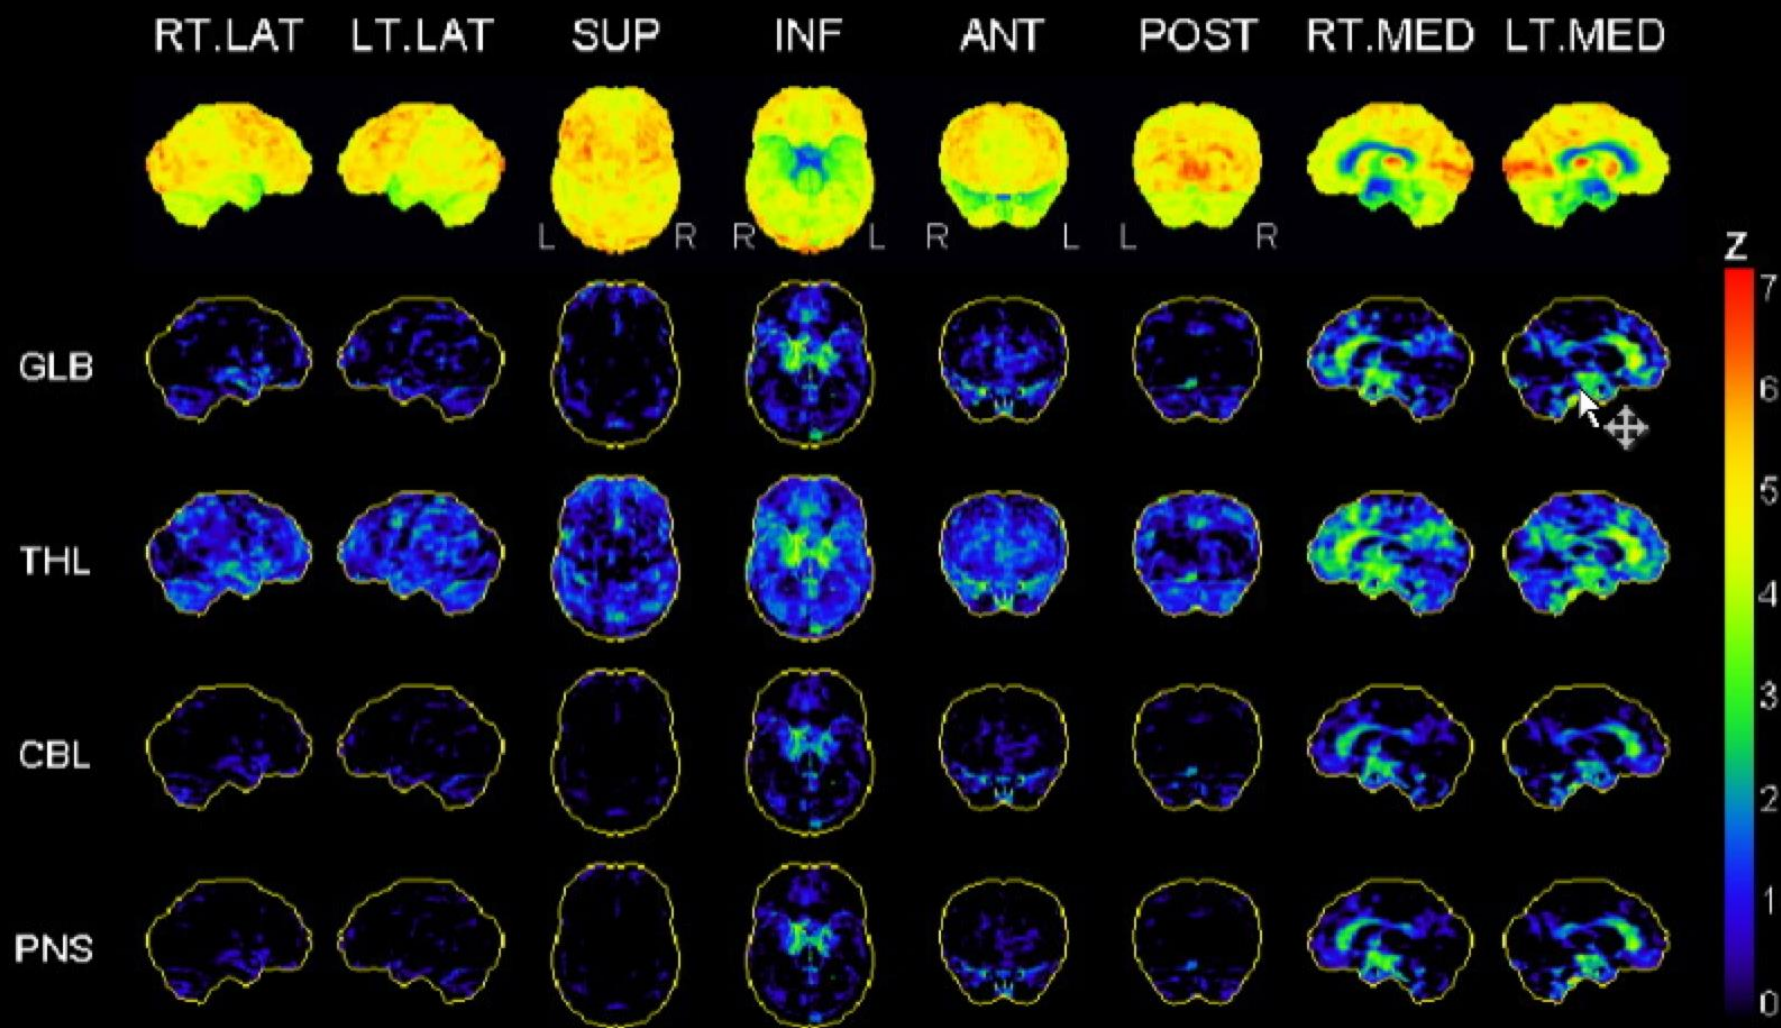 RT.LAT LT.LAT SUP INF ANT POST RT.MED LT.MED
L R R L R L L R
Z
7
GLB
6
5
THL
4
3
CBL
2
1
PNS
0